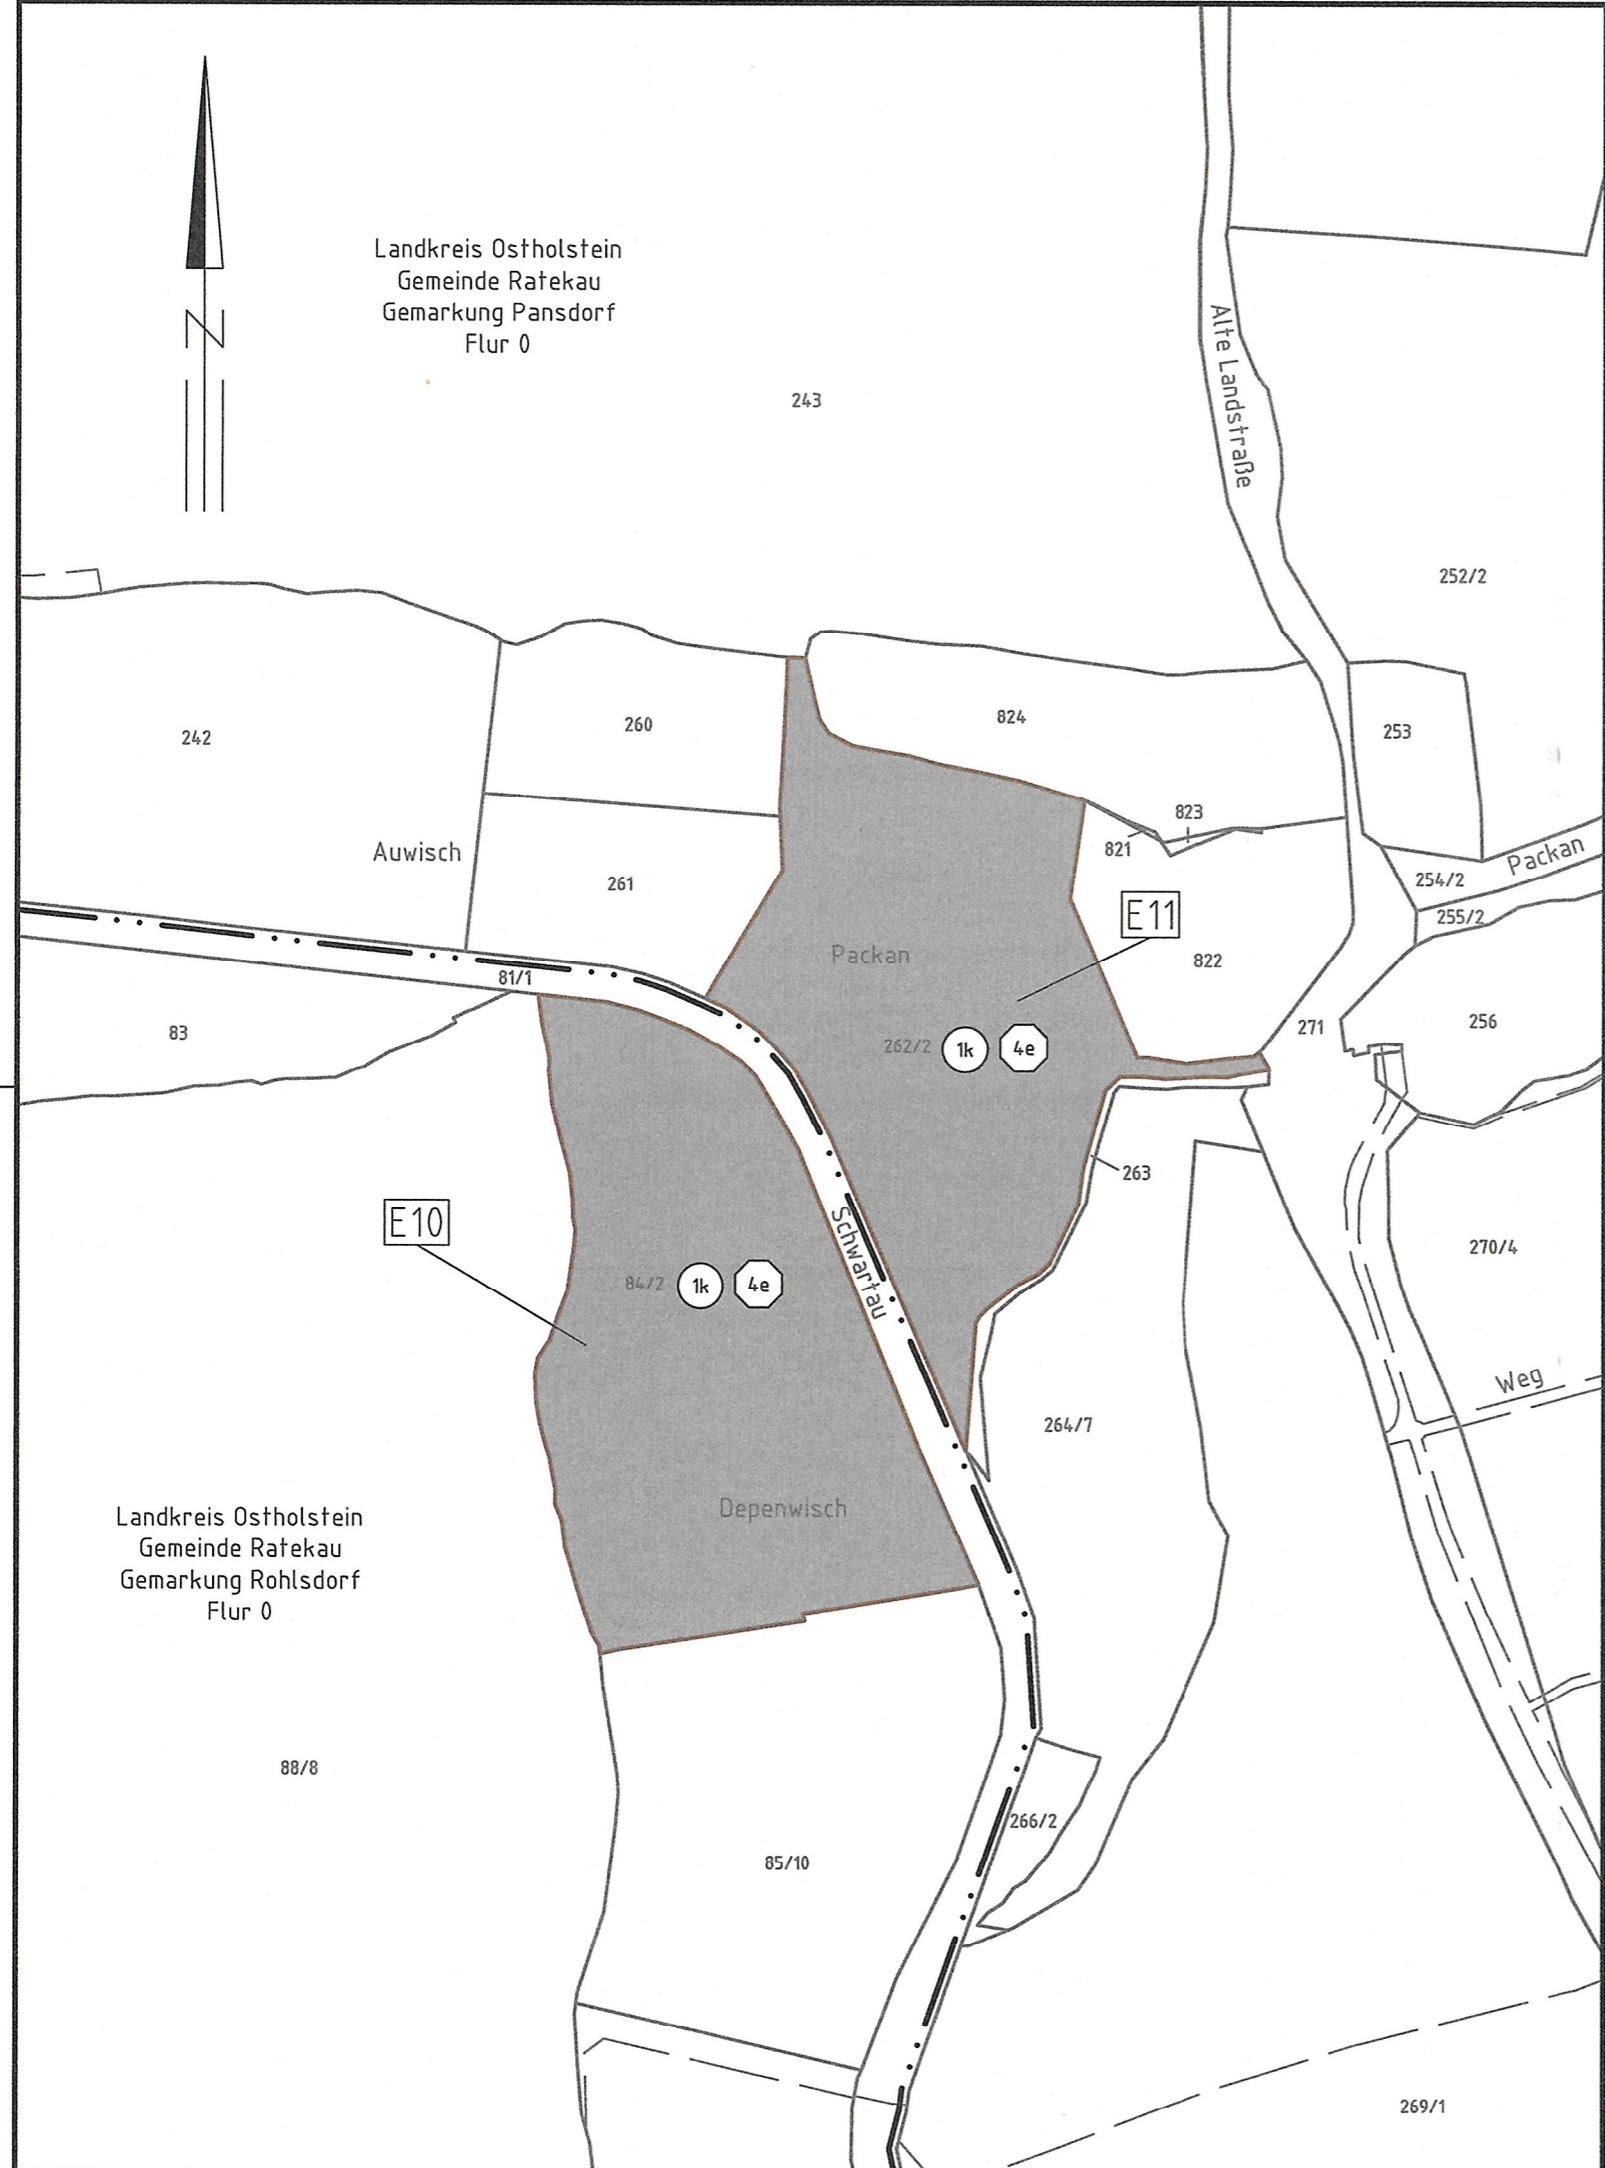 Landkreis Ostholstein
Gemeinde Ratekau
Gemarkung Pansdorf
Flur 0
N
243
Alte Landstraße
252/2
242
260
824
253
823
821
Auwisch
261
254/2
Packan
255/2
E11
Packan
822
81/1
83
262/2
1k
4e
271
256
263
E10
84/2
1k
4e
Schwartau
270/4
Weg
264/7
Depenwisch
Landkreis Ostholstein
Gemeinde Ratekau
Gemarkung Rohlsdorf
Flur 0
88/8
266/2
85/10
269/1